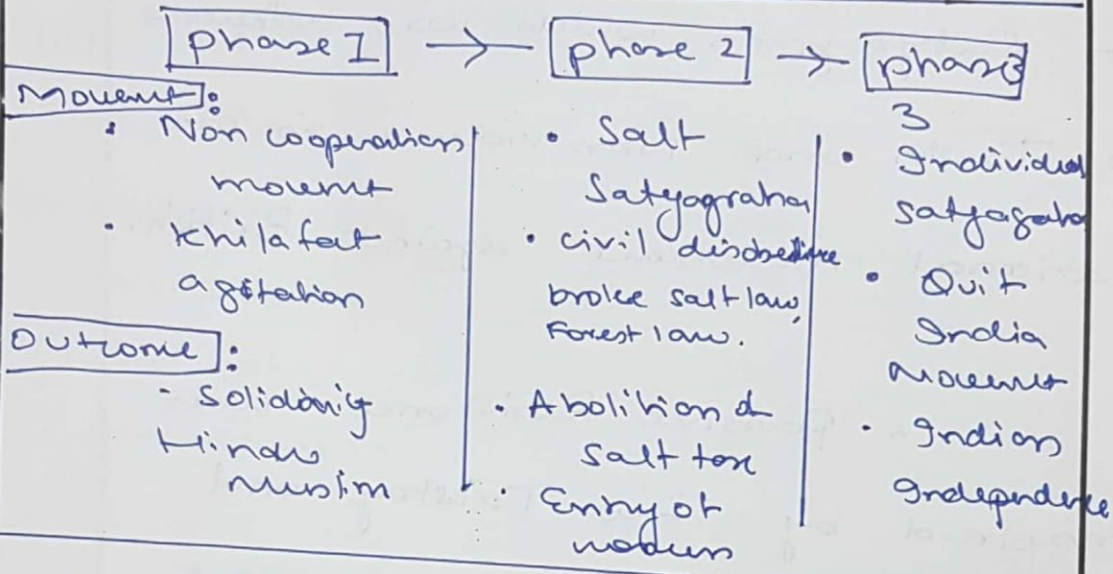 phase 1 → phase 2 → phase 3
Movement:
• Non cooperation
movement
• Khilafat
agitation
Outcome:
- Solidarity
Hindu
Muslim
• Salt
Satyagraha
• civil disobedience
broke salt law,
Forest law.
• Abolition of
salt tax
• Entry of
3
• Individual
satyagraha
• Quit
India
Movement
• Indian
Independence